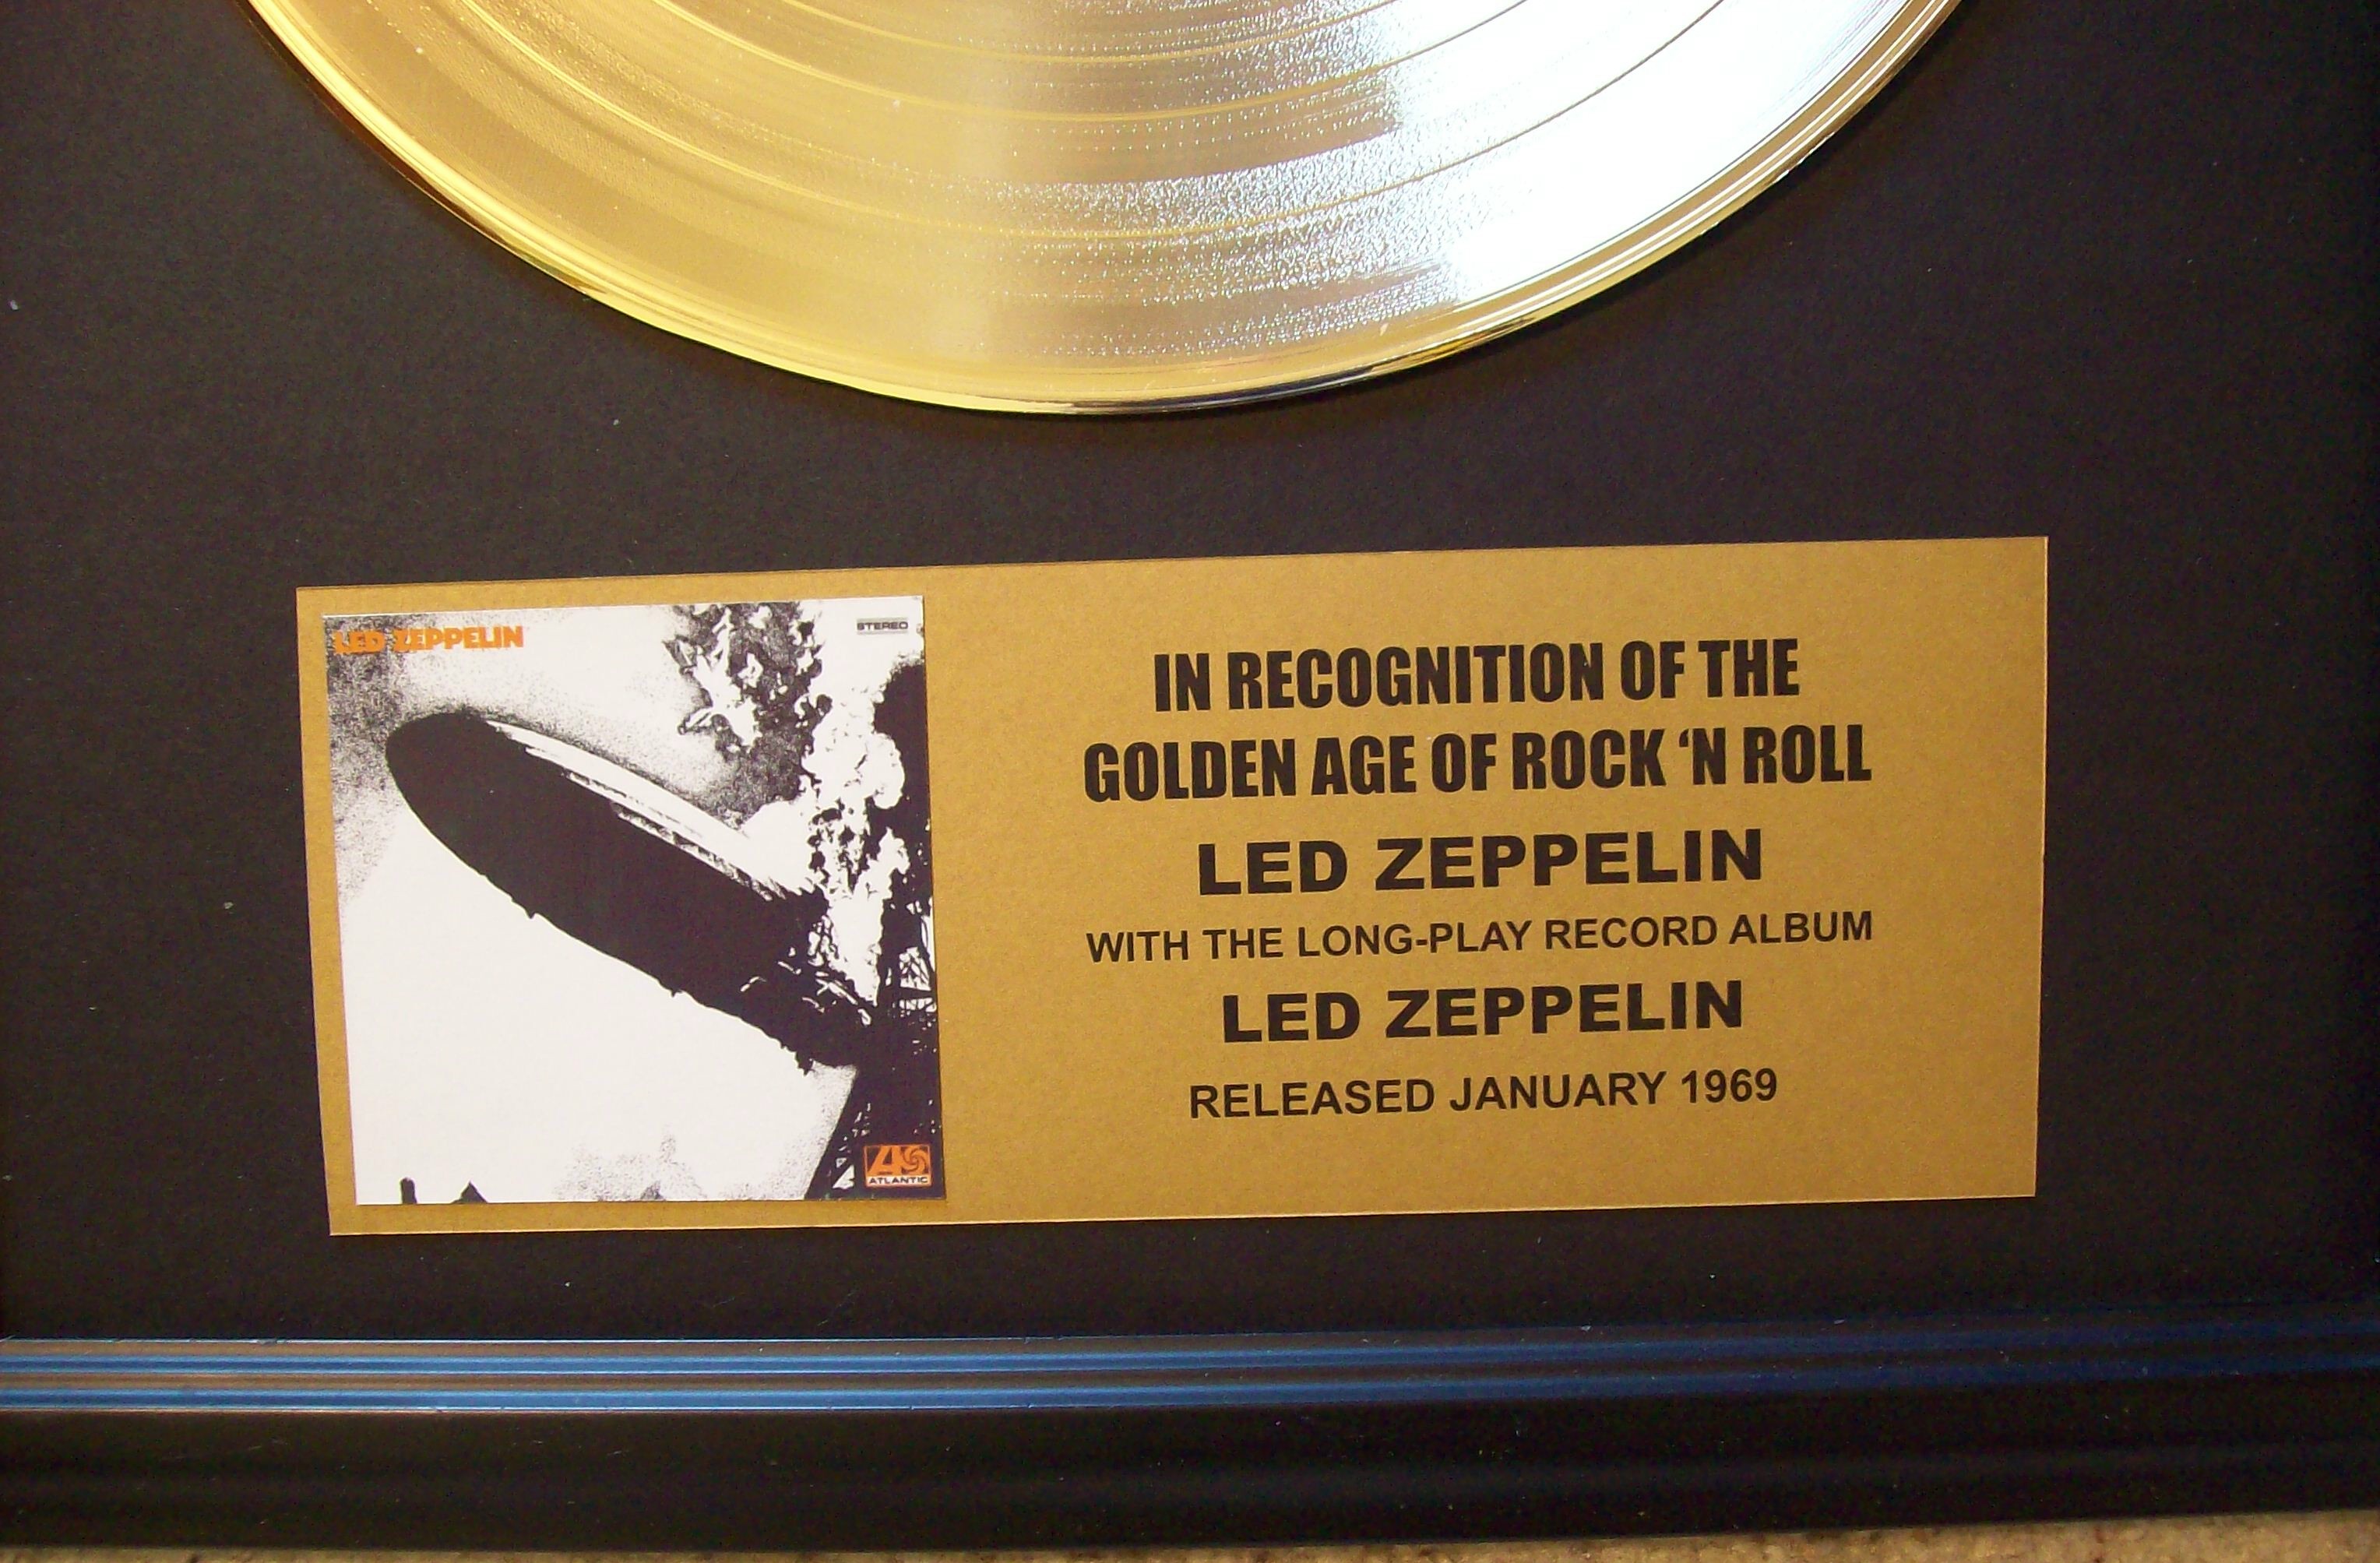 LED ZEPPELIN
STEREO
ATLANTIC
IN RECOGNITION OF THE
GOLDEN AGE OF ROCK ‘N ROLL
LED ZEPPELIN
WITH THE LONG-PLAY RECORD ALBUM
LED ZEPPELIN
RELEASED JANUARY 1969